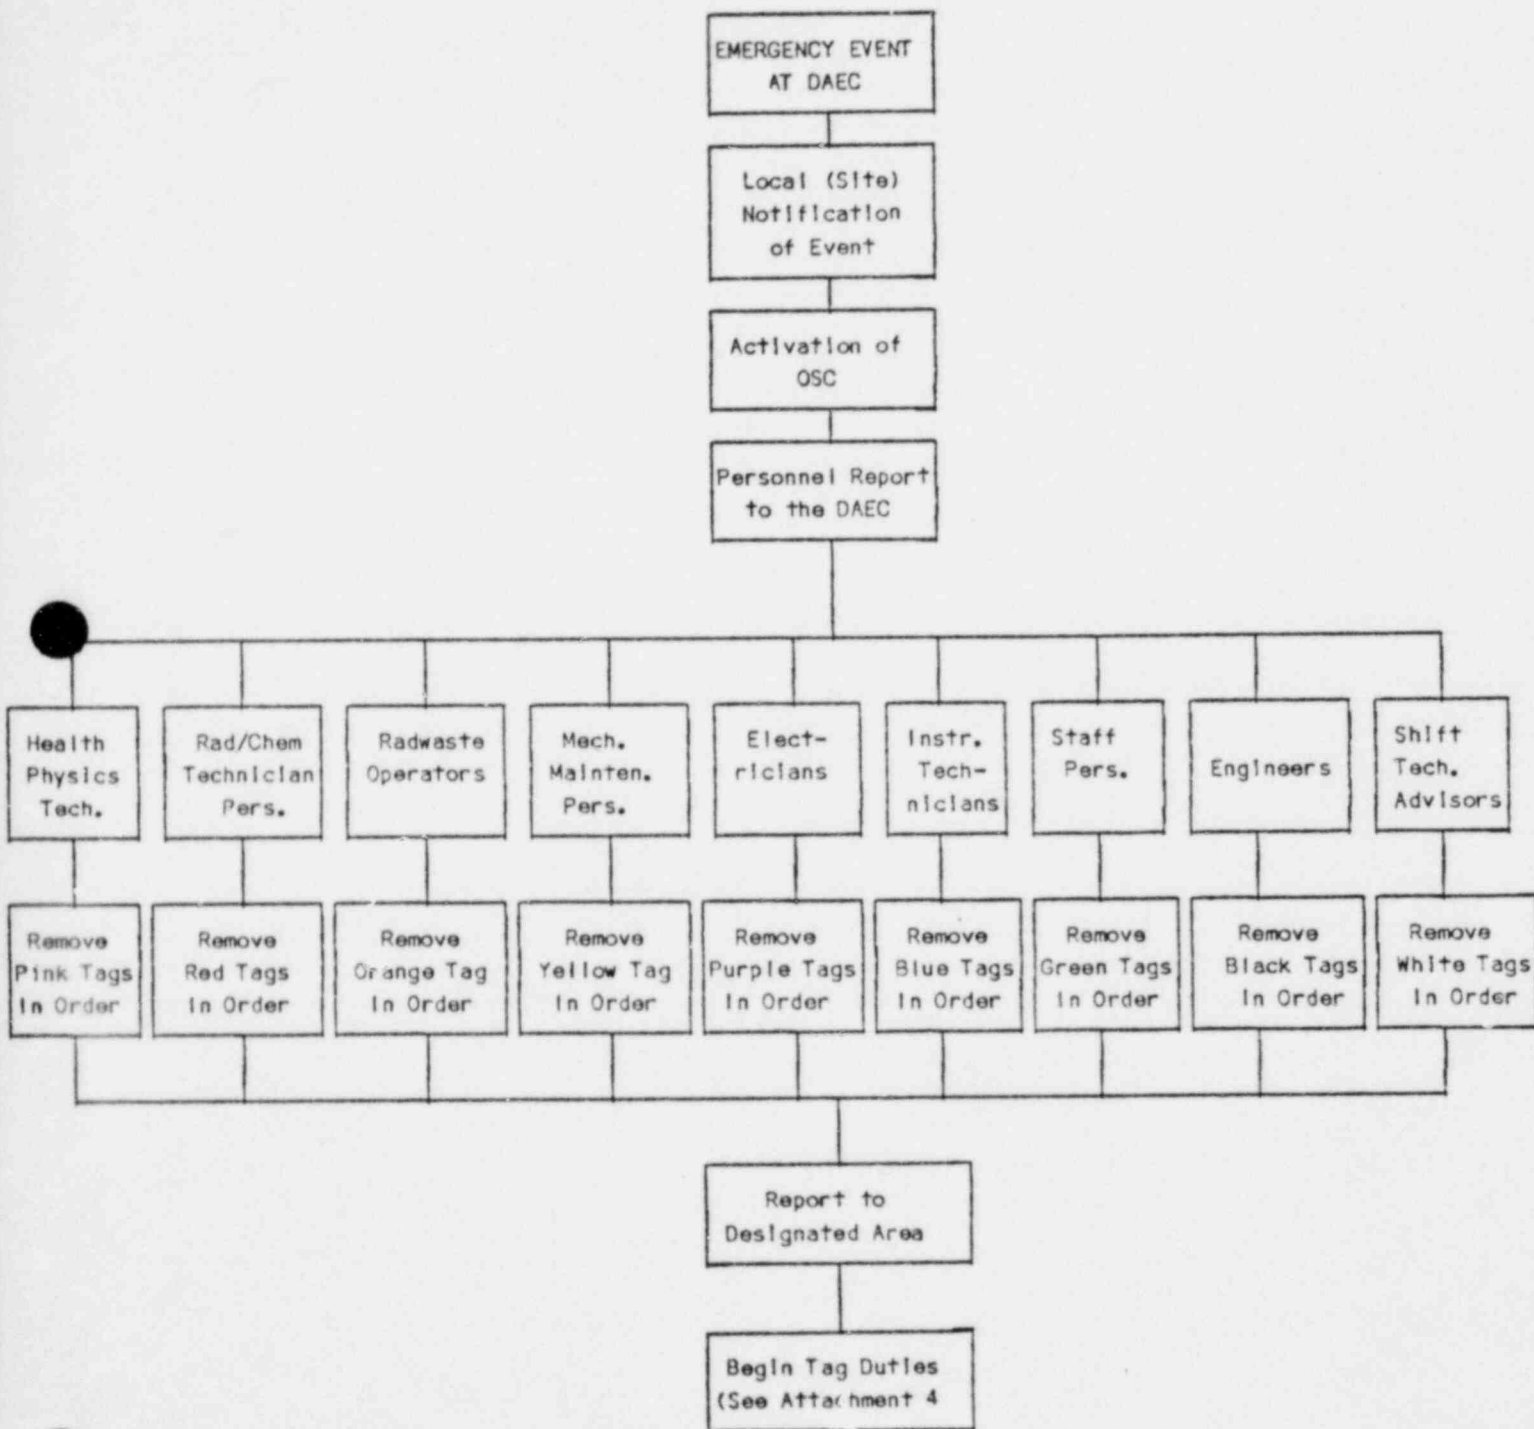 EMERGENCY EVENT
AT DAEC
Local (Site)
Notification
of Event
Activation of
OSC
Personnel Report
to the DAEC
Health
Physics
Tech.
Rad/Chem
Technician
Pers.
Radwaste
Operators
Mech.
Mainten.
Pers.
Elect-
ricians
Instr.
Tech-
nicians
Staff
Pers.
Engineers
Shift
Tech.
Advisors
Remove
Pink Tags
In Order
Remove
Red Tags
In Order
Remove
Orange Tag
In Order
Remove
Yellow Tag
In Order
Remove
Purple Tags
In Order
Remove
Blue Tags
In Order
Remove
Green Tags
In Order
Remove
Black Tags
In Order
Remove
White Tags
In Order
Report to
Designated Area
Begin Tag Duties
(See Attachment 4